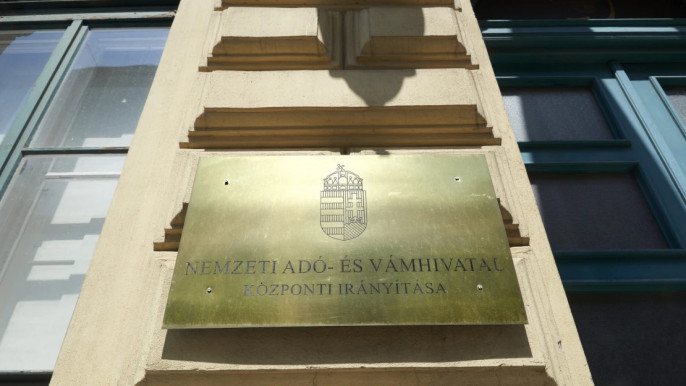 NEMZETI ADÓ- ÉS VÁMHIVATAL
KÖZPONTI IRÁNYÍTÁSA